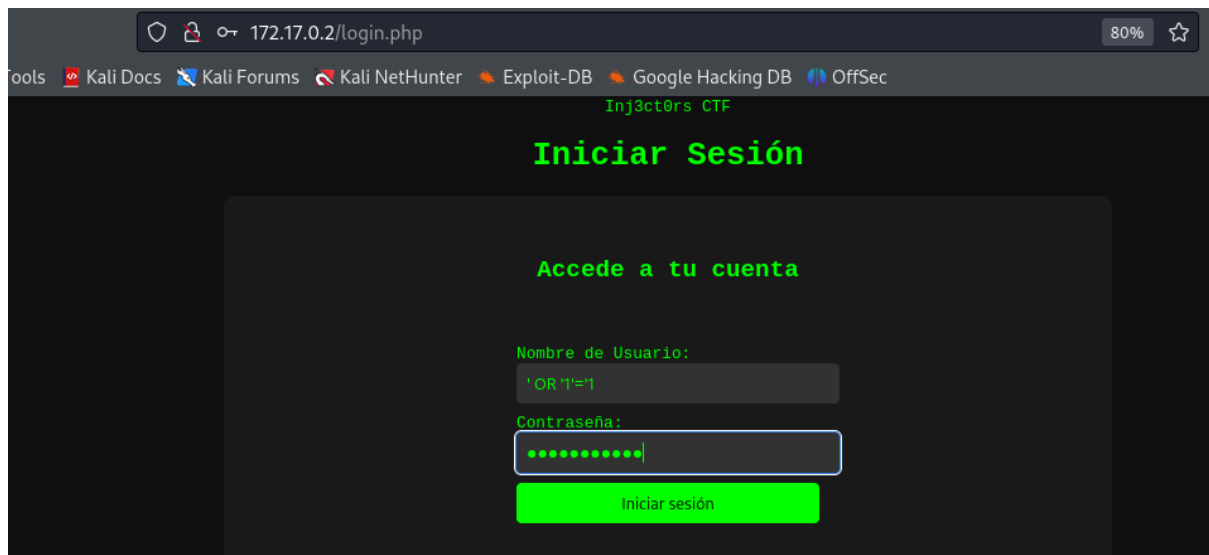 172.17.0.2/login.php
80%
Tools Kali Docs Kali Forums Kali NetHunter Exploit-DB Google Hacking DB OffSec
Inj3ct0rs CTF
Iniciar Sesión
Accede a tu cuenta
Nombre de Usuario:
' OR '1'='1
Contraseña:
Iniciar sesión